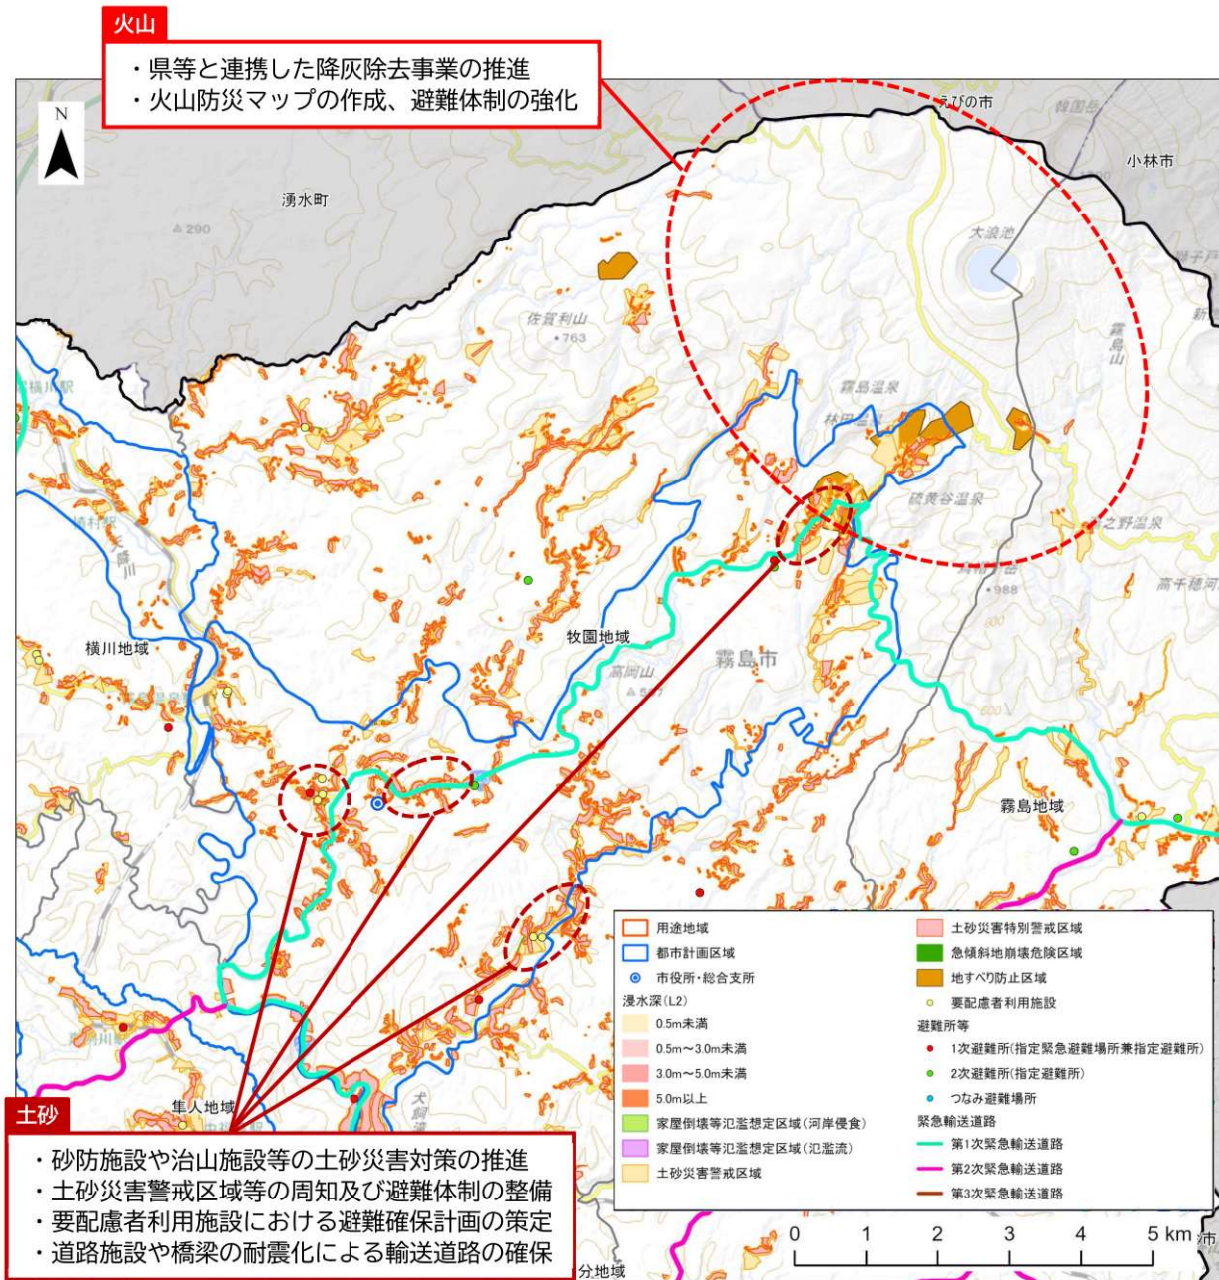 火山
・県等と連携した降灰除去事業の推進
・火山防災マップの作成、避難体制の強化
N
えびの市
韓国岳
小林市
湧水町
290
大浪池
佐賀利山
763
霧島山
霧島温泉
硫黄谷温泉
988
高千穂河
横川地域
牧園地域
霧島市
富岡山
600
霧島地域
隼人地域
分地域
5 km
0 1 2 3 4
用途地域
都市計画区域
市役所・総合支所
浸水深(L2)
0.5m未満
0.5m〜3.0m未満
3.0m〜5.0m未満
5.0m以上
家屋倒壊等氾濫想定区域(河岸侵食)
家屋倒壊等氾濫想定区域(氾濫流)
土砂災害警戒区域
土砂災害特別警戒区域
急傾斜地崩壊危険区域
地すべり防止区域
要配慮者利用施設
避難所等
1次避難所(指定緊急避難場所兼指定避難所)
2次避難所(指定避難所)
つなみ避難場所
緊急輸送道路
第1次緊急輸送道路
第2次緊急輸送道路
第3次緊急輸送道路
土砂
・砂防施設や治山施設等の土砂災害対策の推進
・土砂災害警戒区域等の周知及び避難体制の整備
・要配慮者利用施設における避難確保計画の策定
・道路施設や橋梁の耐震化による輸送道路の確保